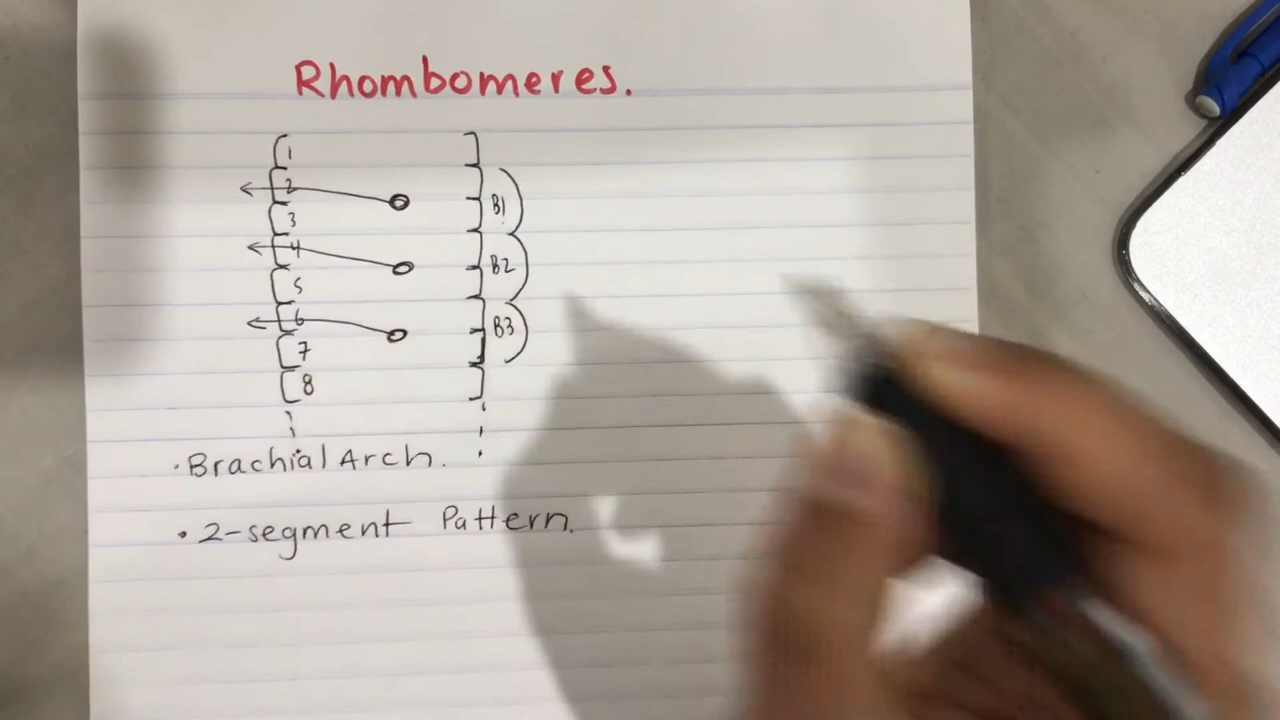 Rhombomeres.
1
2
3 B1
4
5 B2
6
7 B3
8
· Brachial Arch.
• 2-segment Pattern.